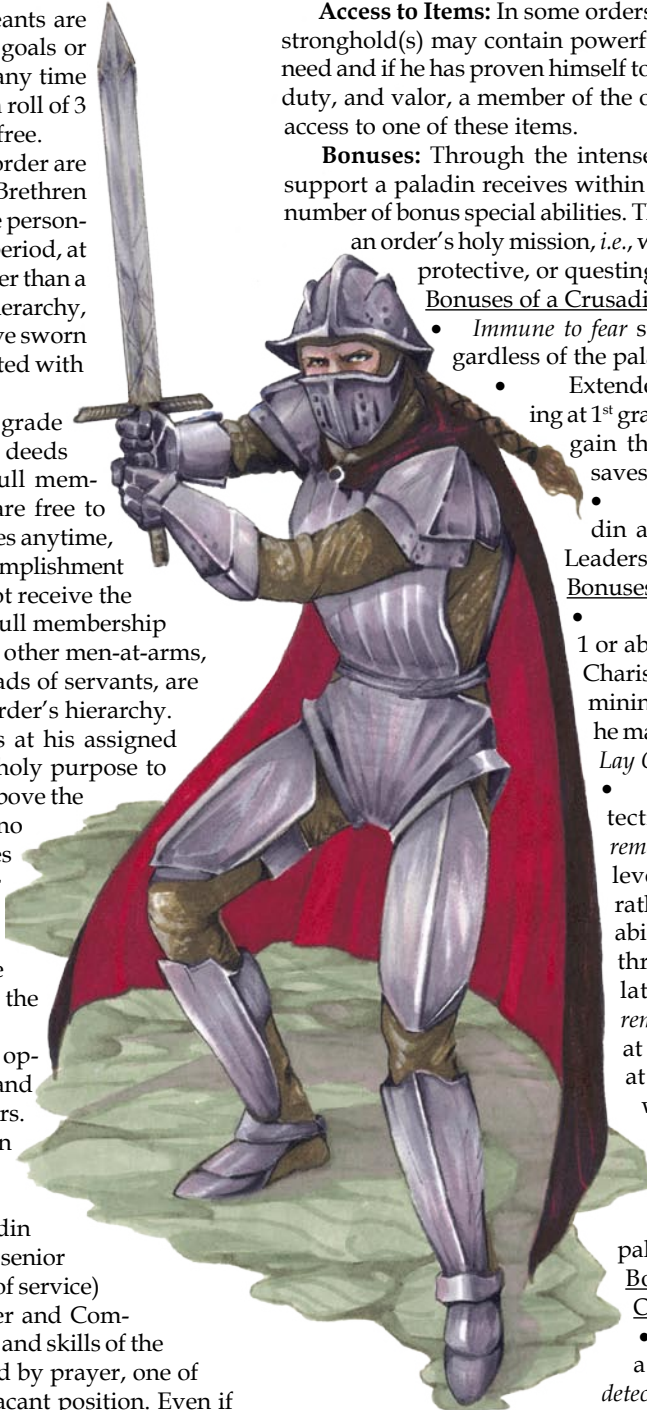 eants are
goals or
any time
roll of 3
free.
order are
Brethren
e person-
eriod, at
er than a
ierarchy,
ve sworn
ted with
grade
deeds
ull mem-
are free to
es anytime,
omplishment
ot receive the
full membership
other men-at-arms,
ads of servants, are
rder's hierarchy.
s at his assigned
holy purpose to
bove the
no
es
e
the
op-
and
rs.
n
din
senior
of service)
er and Com-
and skills of the
d by prayer, one of
acant position. Even if
Access to Items: In some orders
stronghold(s) may contain powerf
need and if he has proven himself to
duty, and valor, a member of the o
access to one of these items.
Bonuses: Through the intense
support a paladin receives within
number of bonus special abilities. Th
an order's holy mission, i.e., w
protective, or questing
Bonuses of a Crusadi
• Immune to fear s
gardless of the pala
• Extende
ing at 1st gra
gain th
saves
•
din a
Leaders
Bonuses
•
1 or ab
Charis
minin
he ma
Lay O
•
tecti
rem
leve
rath
abi
thr
lat
rem
at
at
w
pal
Bo
O
•
a
detec